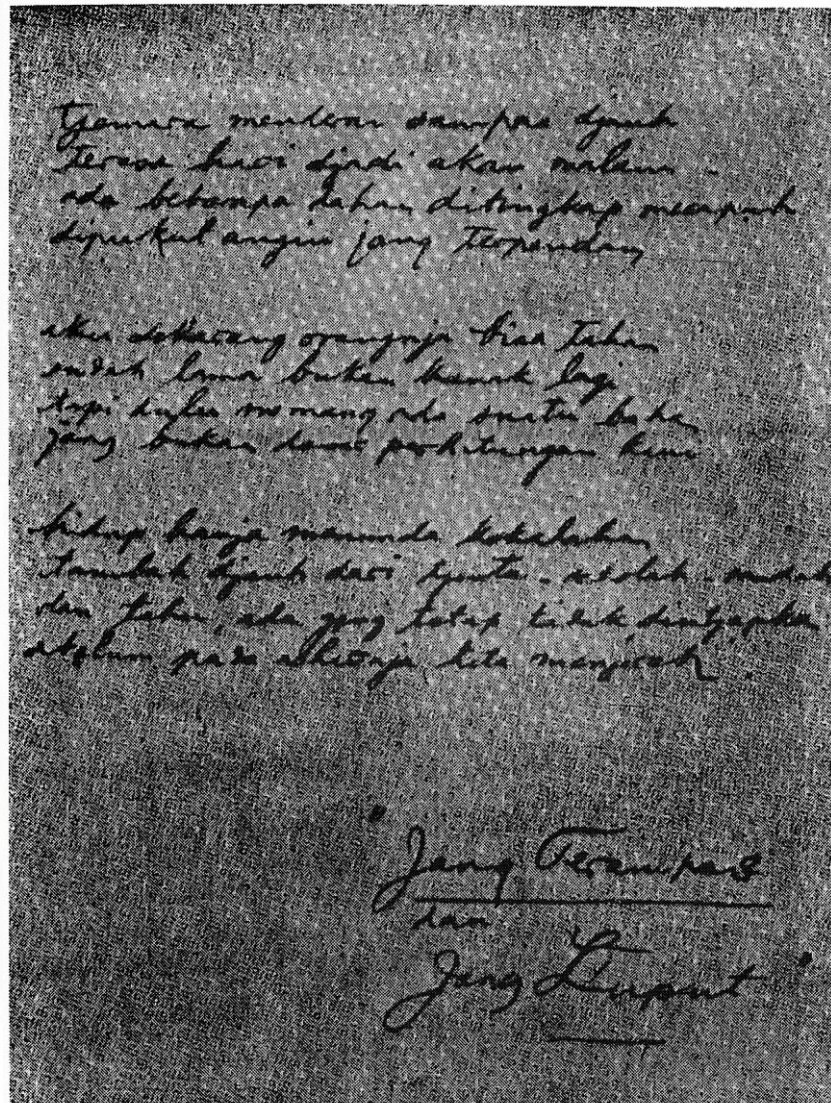 Tjemara menderai sampai djauh
terasa hari djadi akan malam -
ada beberapa dahan ditingkap merapuh
dipukul angin jang terpendam
aku sekarang orangnja bisa tahan
sudah lama bukan kanak lagi
tapi dulu memang ada suatu bahan
jang bukan dasar perhitungan kini
hidup hanja menunda kekalahan
tambah djauh dari tjinta - sekolah - rendah
dan tahu, ada jang tetap tidak diutjapkan
sebelum pada akhirnja kita menjerah".
"Jang Terampas
dan
Jang Luput"